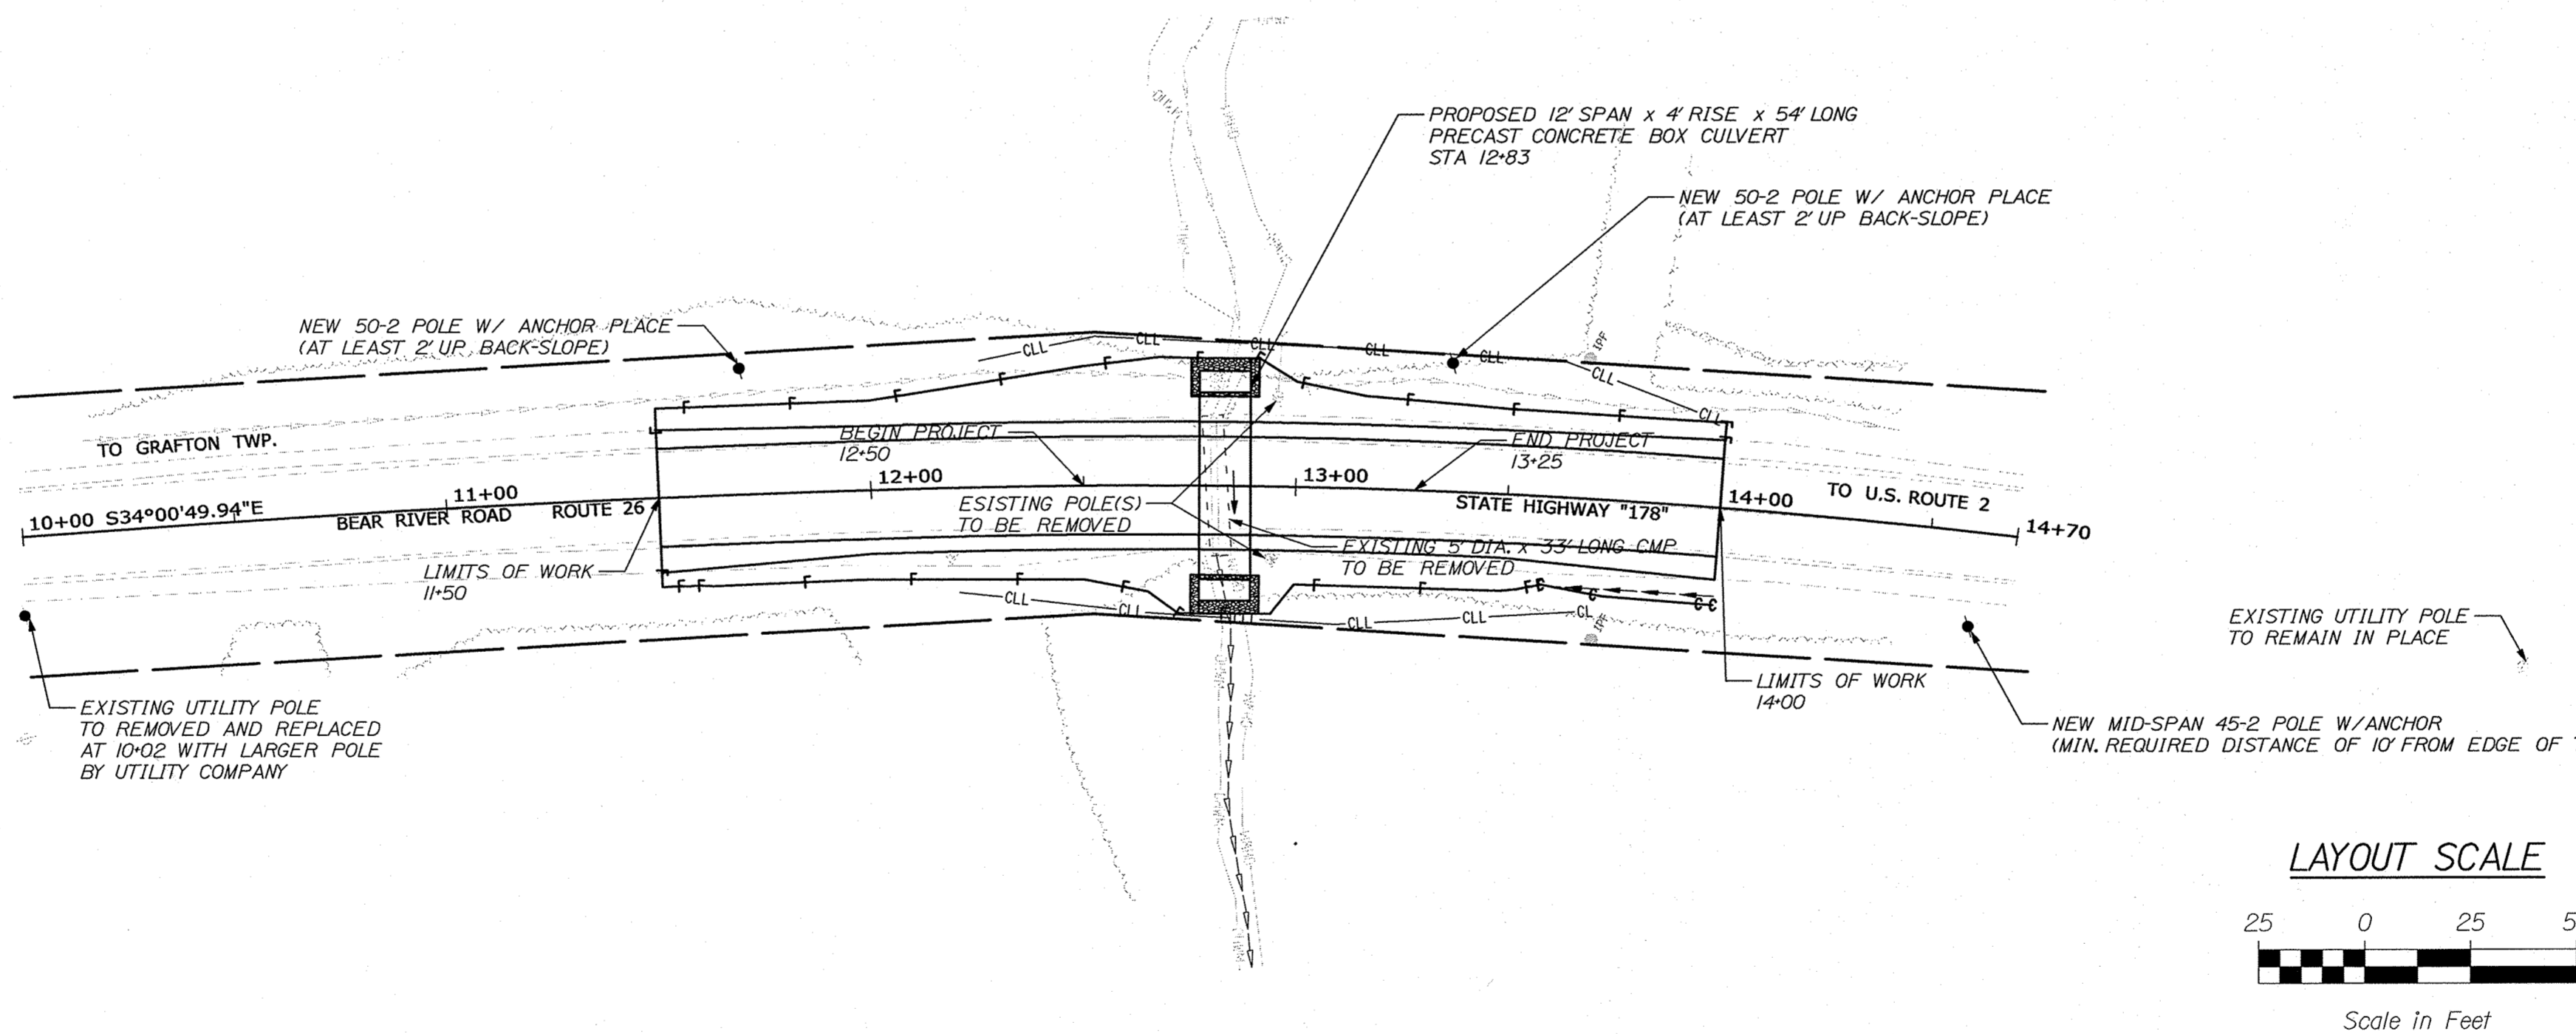 PROPOSED 12' SPAN x 4' RISE x 54' LONG
PRECAST CONCRETE BOX CULVERT
STA 12+83
NEW 50-2 POLE W/ ANCHOR PLACE
(AT LEAST 2' UP BACK-SLOPE)
NEW 50-2 POLE W/ ANCHOR PLACE
(AT LEAST 2' UP BACK-SLOPE)
CLL
CLL
CLL
CLL
CLL
CLL
CLL
IPF
F
F
F
F
F
F
F
F
F
TO GRAFTON TWP.
BEGIN PROJECT
12+50
END PROJECT
13+25
10+00 S34°00'49.94"E
11+00
12+00
13+00
14+00
14+70
BEAR RIVER ROAD ROUTE 26
STATE HIGHWAY "178"
TO U.S. ROUTE 2
ESISTING POLE(S)
TO BE REMOVED
EXISTING 5' DIA. x 33' LONG CMP
TO BE REMOVED
LIMITS OF WORK
11+50
F
F
F
F
F
F
F
F
F
C
C
C
C
CLL
CLL
CLL
CLL
CL
IPF
LIMITS OF WORK
14+00
EXISTING UTILITY POLE
TO REMAIN IN PLACE
EXISTING UTILITY POLE
TO REMOVED AND REPLACED
AT 10+02 WITH LARGER POLE
BY UTILITY COMPANY
NEW MID-SPAN 45-2 POLE W/ANCHOR
(MIN. REQUIRED DISTANCE OF 10' FROM EDGE OF
LAYOUT SCALE
25 0 25
Scale in Feet